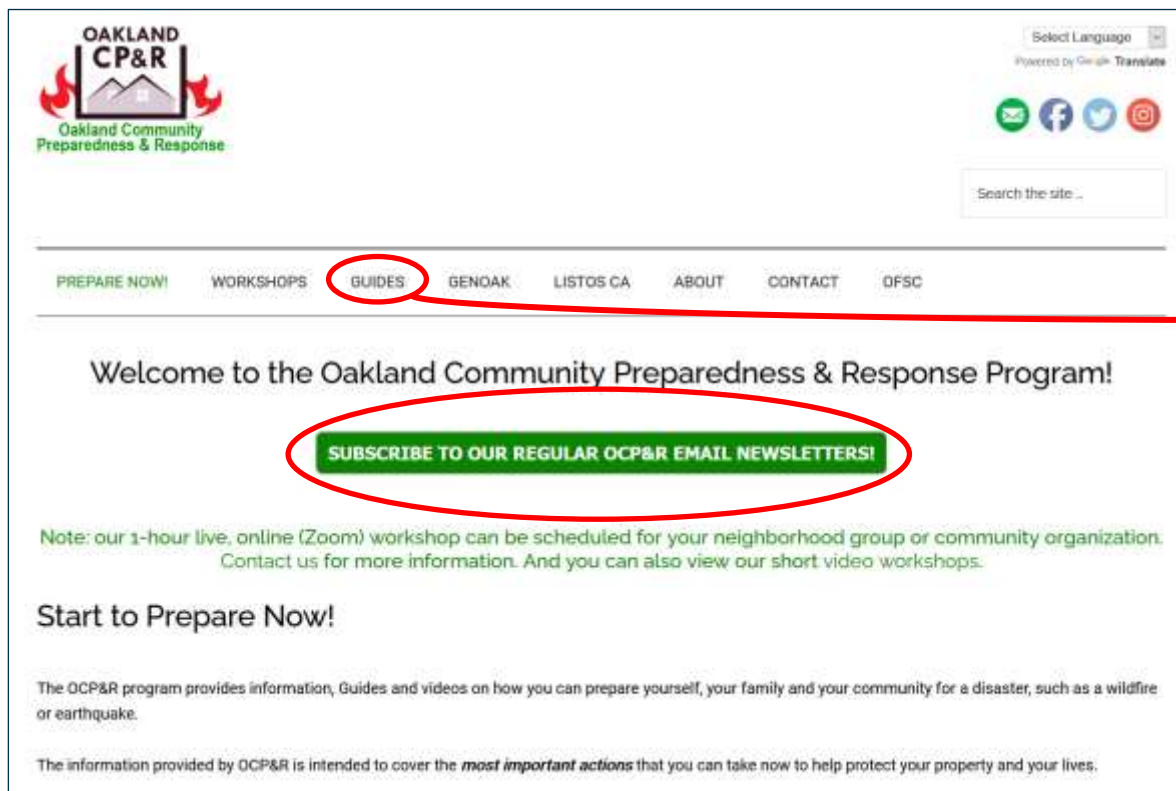 OAKLAND
CP&R
Oakland Community
Preparedness & Response
Select Language
Powered by Google Translate
Search the site ...
PREPARE NOW! WORKSHOPS GUIDES GENOAK LISTOS CA ABOUT CONTACT OFSC
Welcome to the Oakland Community Preparedness & Response Program!
SUBSCRIBE TO OUR REGULAR OCP&R EMAIL NEWSLETTERS!
Note: our 1-hour live, online (Zoom) workshop can be scheduled for your neighborhood group or community organization.
Contact us for more information. And you can also view our short video workshops.
Start to Prepare Now!
The OCP&R program provides information, Guides and videos on how you can prepare yourself, your family and your community for a disaster, such as a wildfire
or earthquake.
The information provided by OCP&R is intended to cover the most important actions that you can take now to help protect your property and your lives.